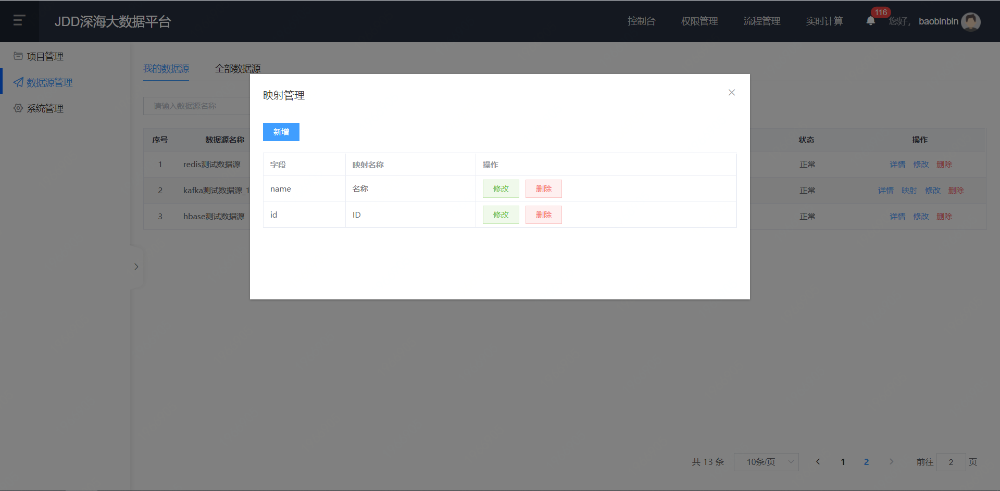 JDD深海大数据平台 控制台 权限管理 流程管理 实时计算 116 您好, baobinbin
项目管理
数据源管理
系统管理
我的数据源 全部数据源
请输入数据源名称
映射管理
新增
字段 映射名称 操作
name 名称 修改 删除
id ID 修改 删除
序号 数据源名称 状态 操作
1 redis测试数据源 正常 详情 修改 删除
2 kafka测试数据源_1 正常 详情 映射 修改 删除
3 hbase测试数据源 正常 详情 修改 删除
共 13 条 10条/页 1 2 前往 2 页